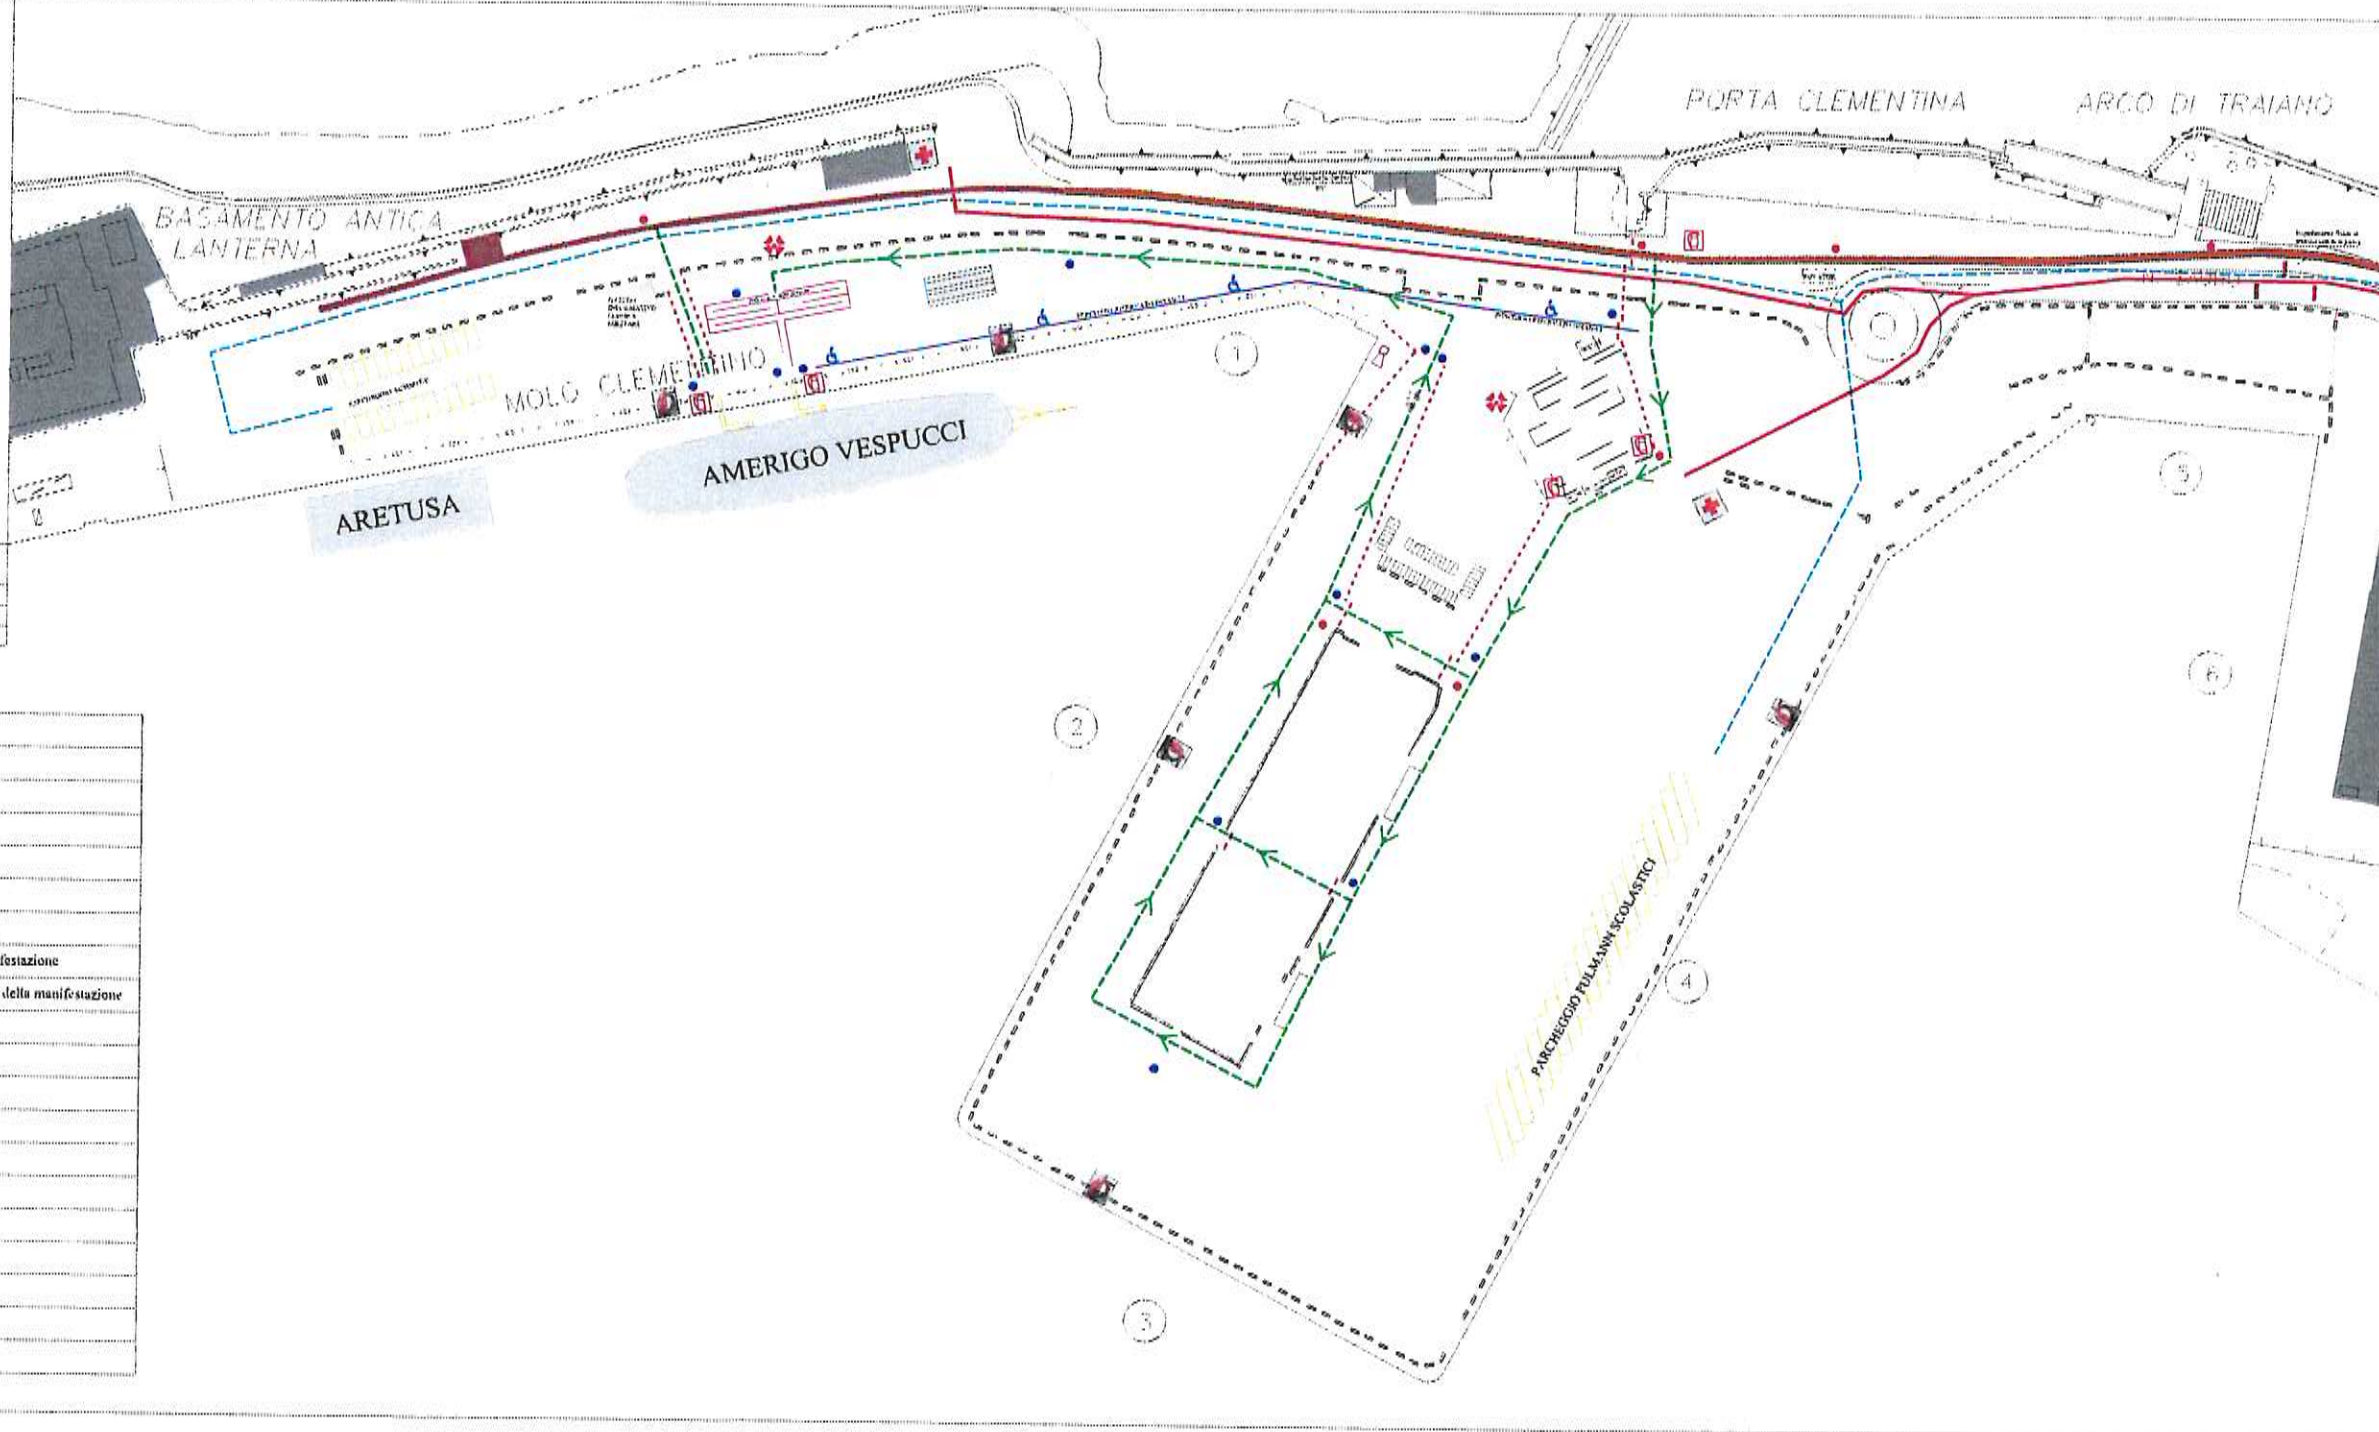 PORTA CLEMENTINA
ARCO DI TRAIANO
BASAMENTO ANTICA
LANTERNA
MOLO CLEMENTINO
AMERIGO VESPUCCI
ARETUSA
1
2
3
4
5
6
PARCHEGGIO PULMANN SCOLASTICI
festazione
della manifestazione